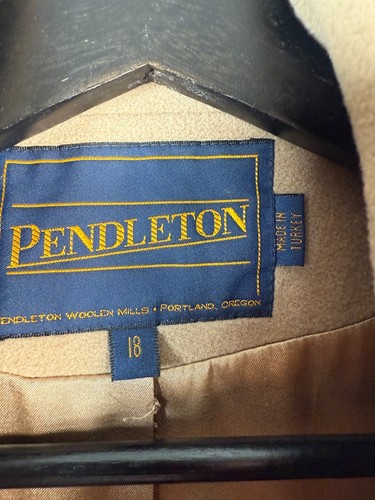 PENDLETON
MADE IN
TURKEY
PENDLETON WOOLEN MILLS • PORTLAND, OREGON
18